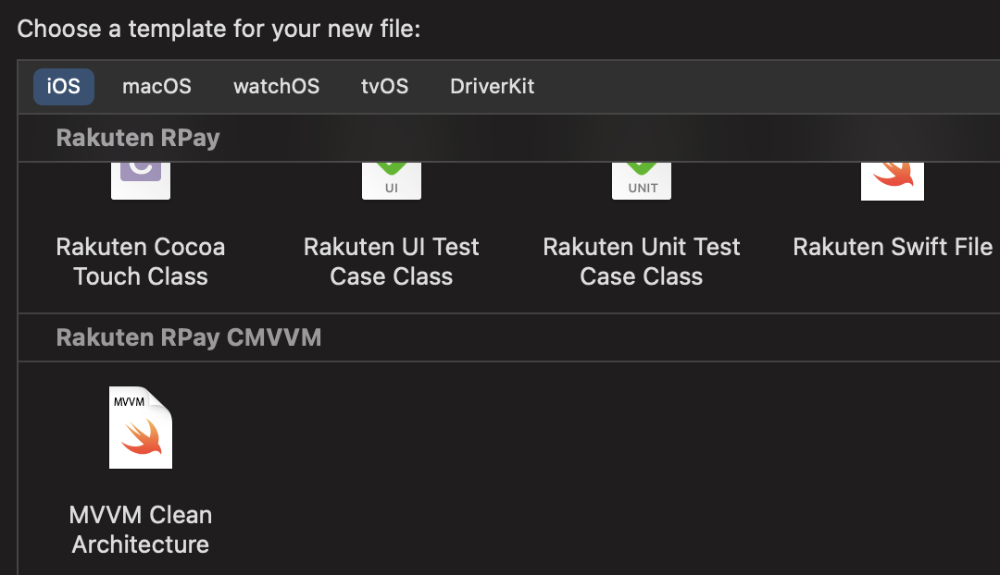 Choose a template for your new file:
iOS macOS watchOS tvOS DriverKit
Rakuten RPay
C UI UNIT
Rakuten Cocoa Rakuten UI Test Rakuten Unit Test Rakuten Swift File
Touch Class Case Class Case Class
Rakuten RPay CMVVM
MVVM
MVVM Clean
Architecture